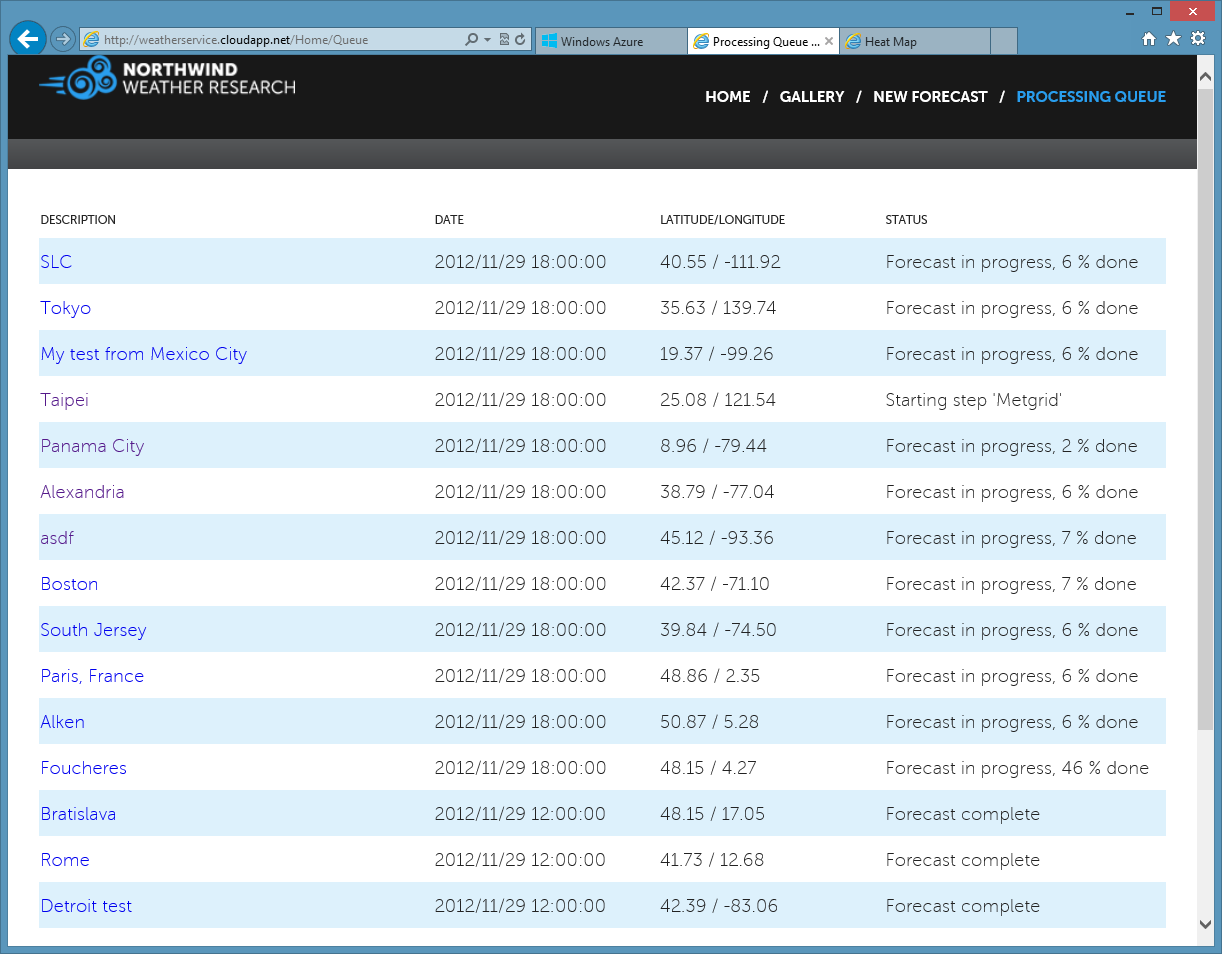 http://weatherservice.cloudapp.net/Home/Queue
Windows Azure
Processing Queue ...
Heat Map
NORTHWIND
WEATHER RESEARCH
HOME / GALLERY / NEW FORECAST / PROCESSING QUEUE
DESCRIPTION DATE LATITUDE/LONGITUDE STATUS
SLC 2012/11/29 18:00:00 40.55 / -111.92 Forecast in progress, 6 % done
Tokyo 2012/11/29 18:00:00 35.63 / 139.74 Forecast in progress, 6 % done
My test from Mexico City 2012/11/29 18:00:00 19.37 / -99.26 Forecast in progress, 6 % done
Taipei 2012/11/29 18:00:00 25.08 / 121.54 Starting step 'Metgrid'
Panama City 2012/11/29 18:00:00 8.96 / -79.44 Forecast in progress, 2 % done
Alexandria 2012/11/29 18:00:00 38.79 / -77.04 Forecast in progress, 6 % done
asdf 2012/11/29 18:00:00 45.12 / -93.36 Forecast in progress, 7 % done
Boston 2012/11/29 18:00:00 42.37 / -71.10 Forecast in progress, 7 % done
South Jersey 2012/11/29 18:00:00 39.84 / -74.50 Forecast in progress, 6 % done
Paris, France 2012/11/29 18:00:00 48.86 / 2.35 Forecast in progress, 6 % done
Alken 2012/11/29 18:00:00 50.87 / 5.28 Forecast in progress, 6 % done
Foucheres 2012/11/29 18:00:00 48.15 / 4.27 Forecast in progress, 46 % done
Bratislava 2012/11/29 12:00:00 48.15 / 17.05 Forecast complete
Rome 2012/11/29 12:00:00 41.73 / 12.68 Forecast complete
Detroit test 2012/11/29 12:00:00 42.39 / -83.06 Forecast complete